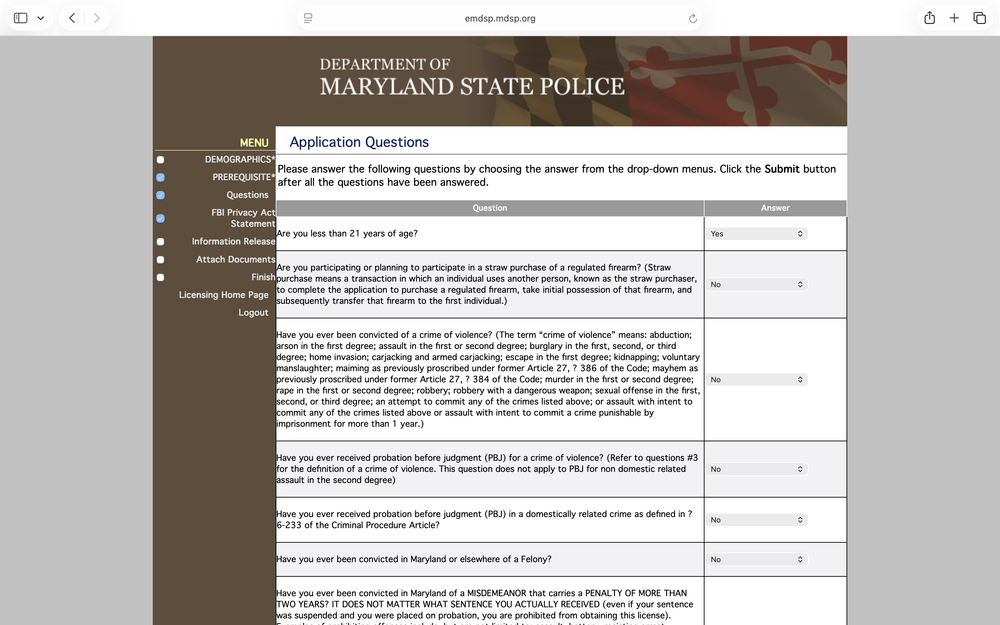 emdsp.mdsp.org
DEPARTMENT OF
MARYLAND STATE POLICE
MENU
DEMOGRAPHICS*
PREREQUISITE*
Questions
FBI Privacy Act
Statement
Information Release
Attach Documents
Finish
Licensing Home Page
Logout
Application Questions
Please answer the following questions by choosing the answer from the drop-down menus. Click the Submit button
after all the questions have been answered.
Question Answer
Are you less than 21 years of age? Yes
Are you participating or planning to participate in a straw purchase of a regulated firearm? (Straw
purchase means a transaction in which an individual uses another person, known as the straw purchaser,
to complete the application to purchase a regulated firearm, take initial possession of that firearm, and
subsequently transfer that firearm to the first individual.)
No
Have you ever been convicted of a crime of violence? (The term “crime of violence” means: abduction;
arson in the first degree; assault in the first or second degree; burglary in the first, second, or third
degree; home invasion; carjacking and armed carjacking; escape in the first degree; kidnapping; voluntary
manslaughter; maiming as previously proscribed under former Article 27, ? 386 of the Code; mayhem as
previously proscribed under former Article 27, ? 384 of the Code; murder in the first or second degree;
rape in the first or second degree; robbery; robbery with a dangerous weapon; sexual offense in the first,
second, or third degree; an attempt to commit any of the crimes listed above; or assault with intent to
commit any of the crimes listed above or assault with intent to commit a crime punishable by
imprisonment for more than 1 year.)
No
Have you ever received probation before judgment (PBJ) for a crime of violence? (Refer to questions #3
for the definition of a crime of violence. This question does not apply to PBJ for non domestic related
assault in the second degree)
No
Have you ever received probation before judgment (PBJ) in a domestically related crime as defined in ?
6-233 of the Criminal Procedure Article?
No
Have you ever been convicted in Maryland or elsewhere of a Felony? No
Have you ever been convicted in Maryland of a MISDEMEANOR that carries a PENALTY OF MORE THAN
TWO YEARS? IT DOES NOT MATTER WHAT SENTENCE YOU ACTUALLY RECEIVED (even if your sentence
was suspended and you were placed on probation, you are prohibited from obtaining this license).